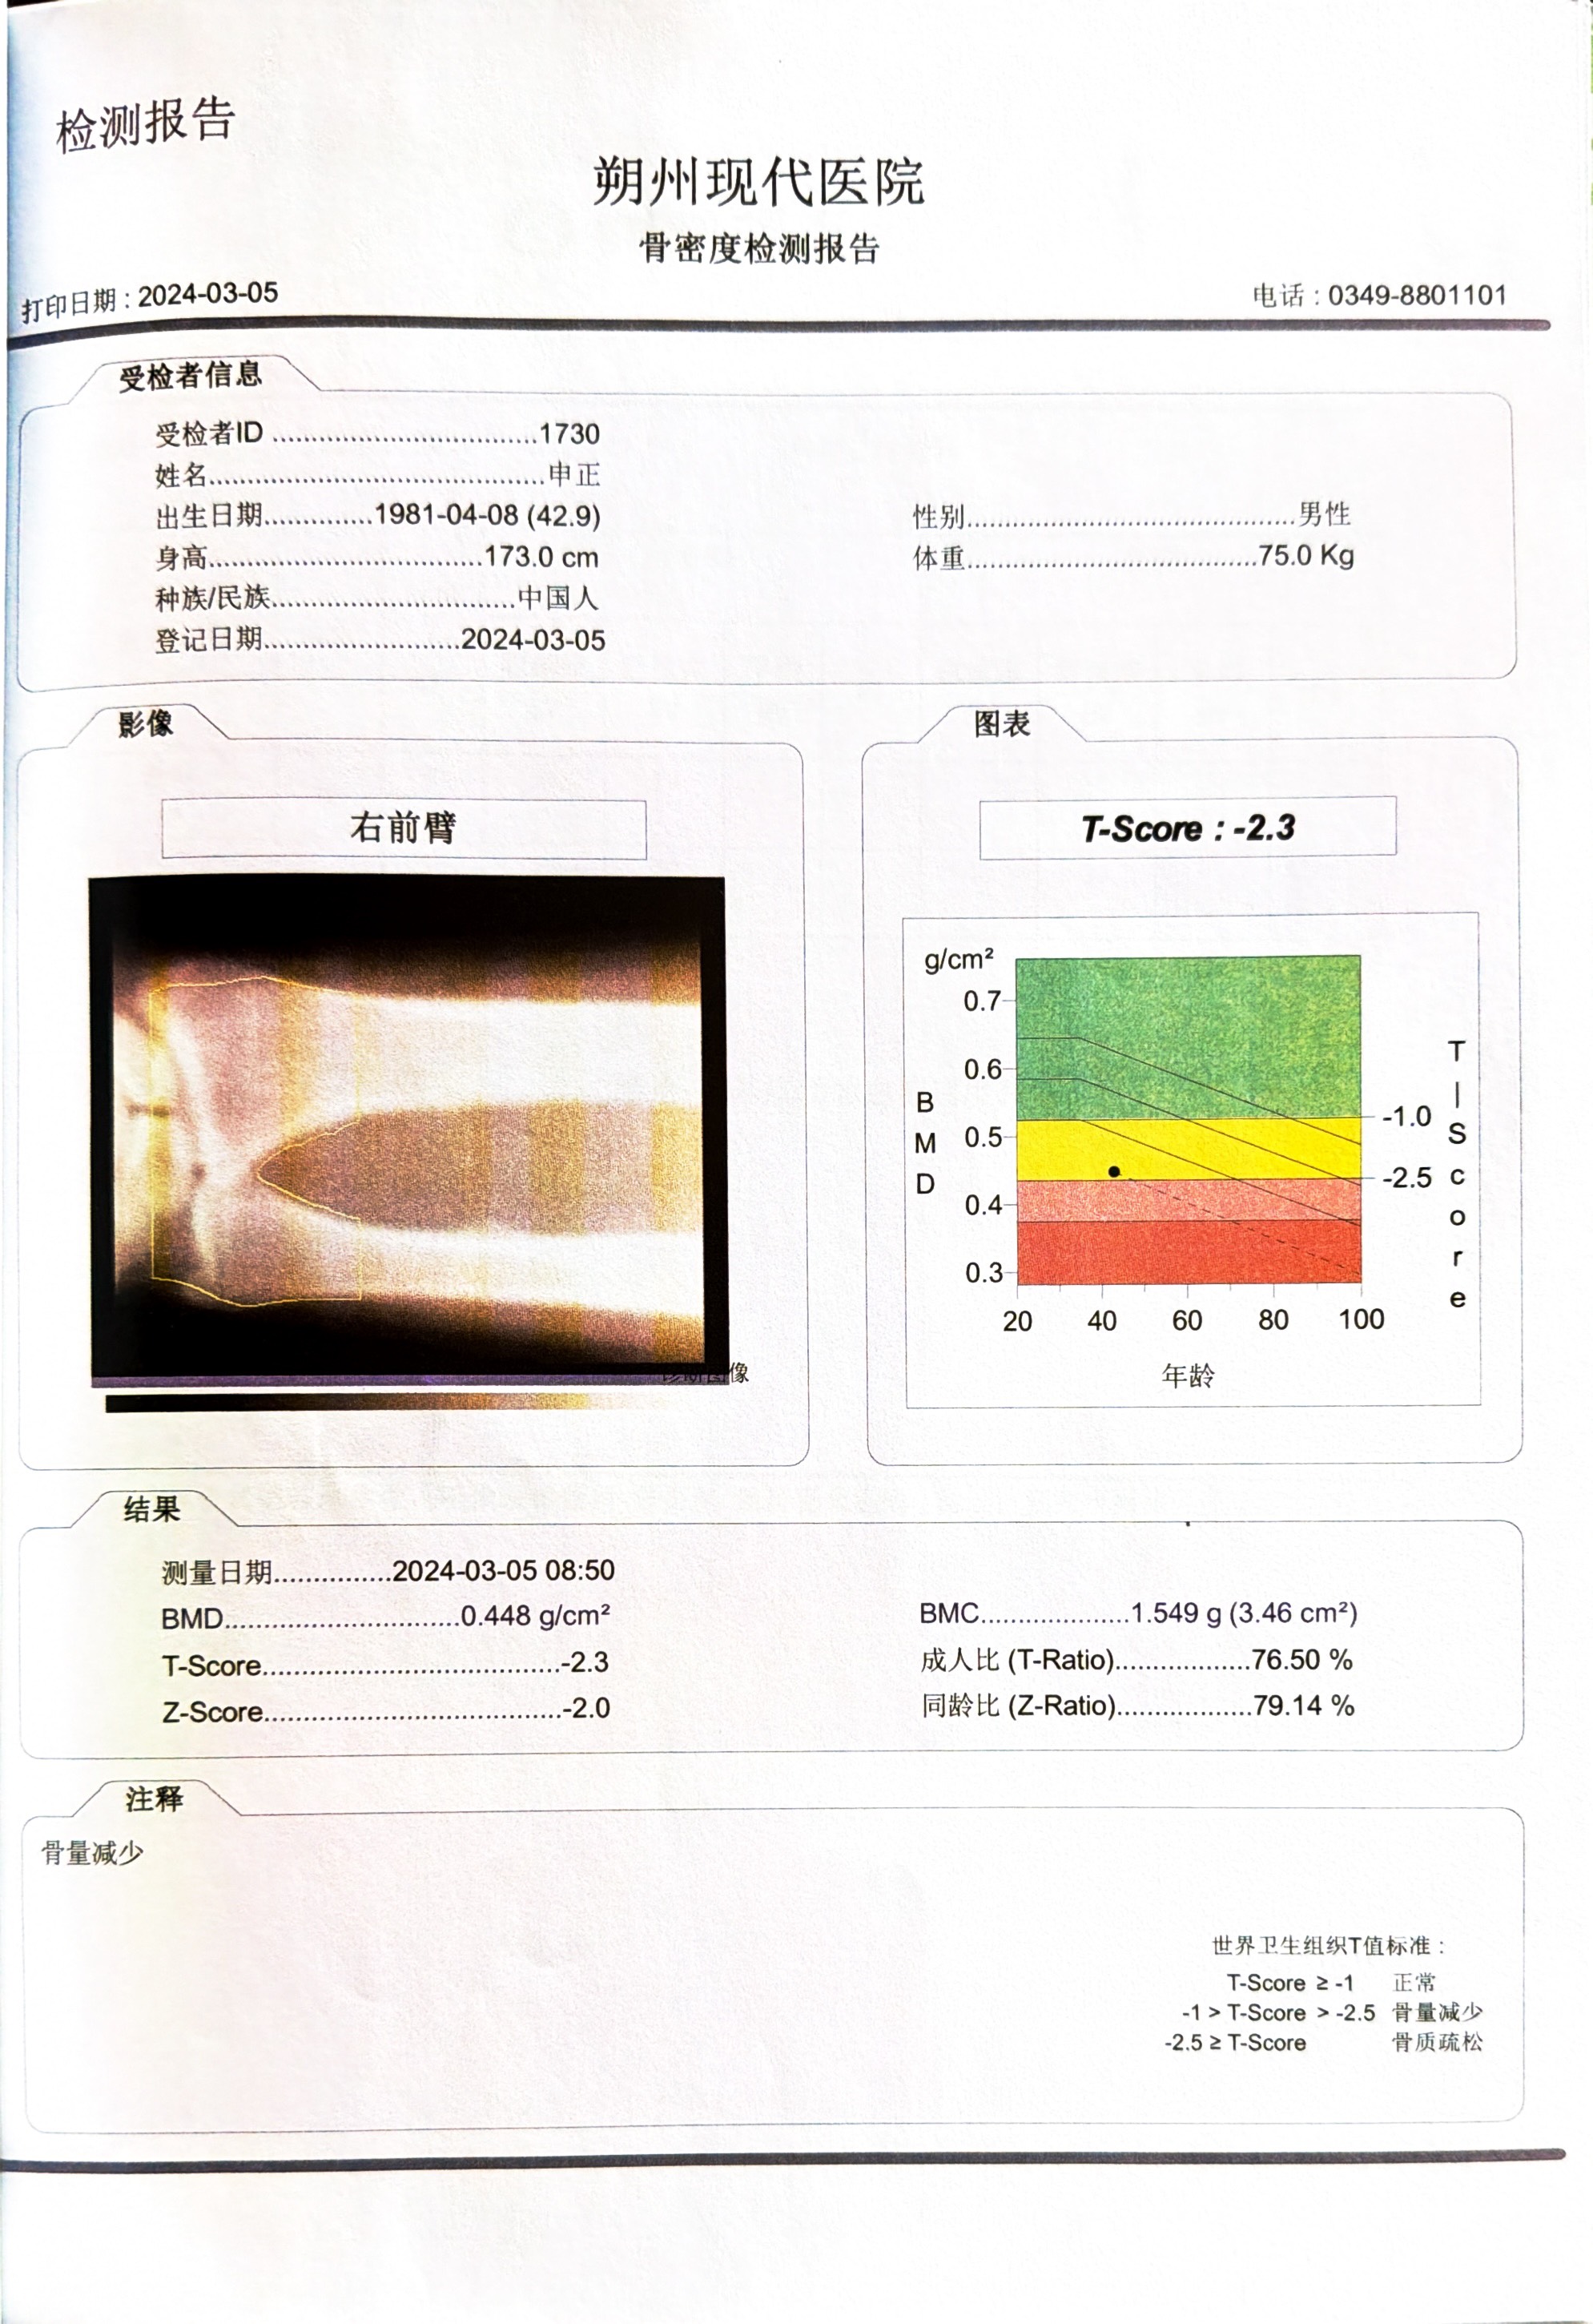 检测报告
朔州现代医院
骨密度检测报告
打印日期 : 2024-03-05
电话 : 0349-8801101
受检者信息
受检者ID ..................................1730
姓名...........................................申正
出生日期..............1981-04-08 (42.9)
性别..........................................男性
身高...................................173.0 cm
体重.....................................75.0 Kg
种族/民族...............................中国人
登记日期.........................2024-03-05
影像
图表
右前臂
T-Score : -2.3
g/cm²
0.7
0.6
0.5
0.4
0.3
BMD
-1.0
-2.5
T-Score
20 40 60 80 100
年龄
诊断图像
结果
测量日期...............2024-03-05 08:50
BMD..............................0.448 g/cm²
BMC...................1.549 g (3.46 cm²)
T-Score......................................-2.3
成人比 (T-Ratio)..................76.50 %
Z-Score......................................-2.0
同龄比 (Z-Ratio)..................79.14 %
注释
骨量减少
世界卫生组织T值标准 :
T-Score ≥ -1 正常
-1 > T-Score > -2.5 骨量减少
-2.5 ≥ T-Score 骨质疏松